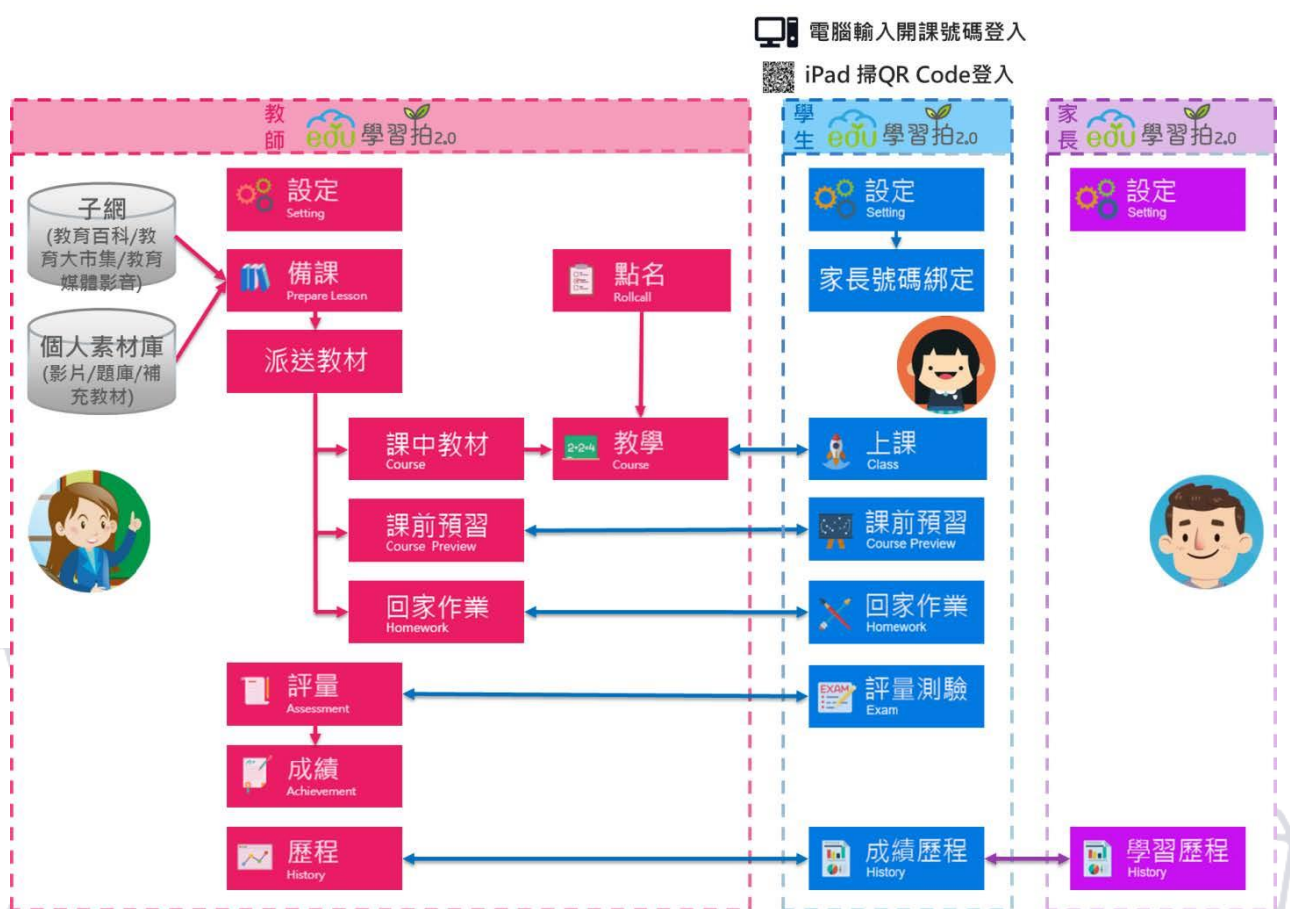 電腦輸入開課號碼登入
iPad 掃QR Code登入
教師
edu 學習拍2.0
學生
edu 學習拍2.0
家長
edu 學習拍2.0
子網
(教育百科/教
育大市集/教育
媒體影音)
個人素材庫
(影片/題庫/補
充教材)
設定
Setting
備課
Prepare Lesson
派送教材
點名
Rollcall
課中教材
Course
2+2=4
教學
Course
課前預習
Course Preview
回家作業
Homework
評量
Assessment
成績
Achievement
歷程
History
設定
Setting
家長號碼綁定
上課
Class
課前預習
Course Preview
回家作業
Homework
EXAM
評量測驗
Exam
成績歷程
History
設定
Setting
學習歷程
History